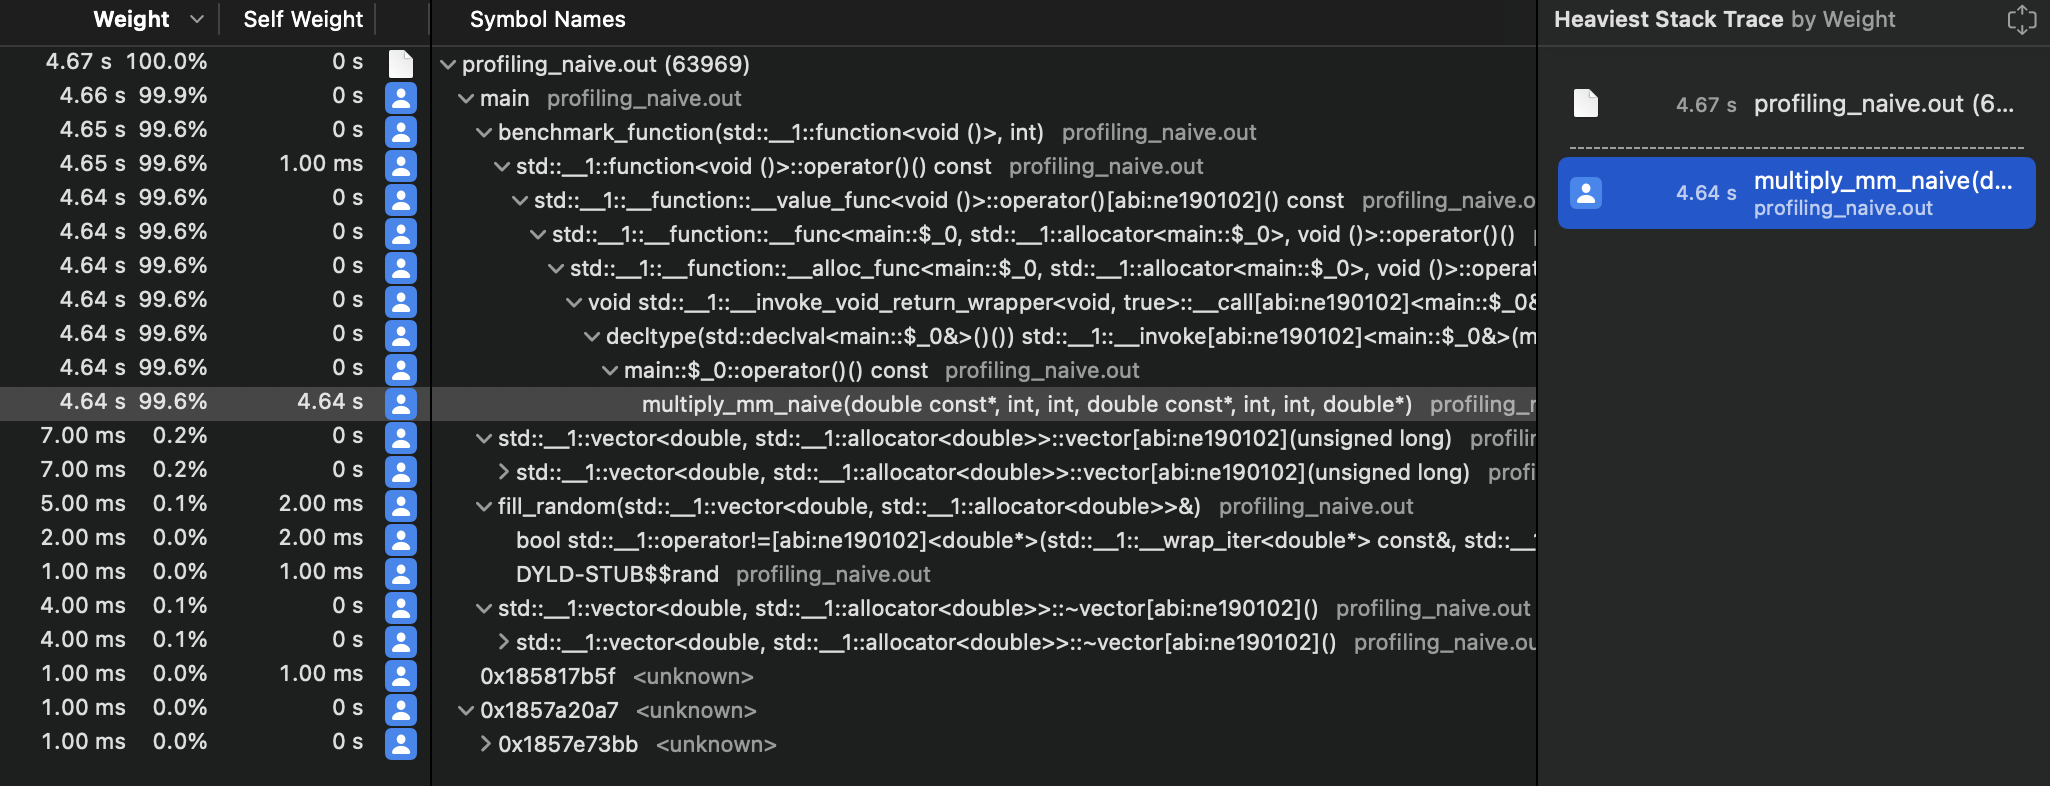 Weight Self Weight Symbol Names
4.67 s 100.0% 0 s profiling_naive.out (63969)
4.66 s 99.9% 0 s main profiling_naive.out
4.65 s 99.6% 0 s benchmark_function(std::__1::function<void ()>, int) profiling_naive.out
4.65 s 99.6% 1.00 ms std::__1::function<void ()>::operator()() const profiling_naive.out
4.64 s 99.6% 0 s std::__1::__function::__value_func<void ()>::operator()[abi:ne190102]() const profiling_naive.o
4.64 s 99.6% 0 s std::__1::__function::__func<main::$_0, std::__1::allocator<main::$_0>, void ()>::operator()()
4.64 s 99.6% 0 s std::__1::__function::__alloc_func<main::$_0, std::__1::allocator<main::$_0>, void ()>::operat
4.64 s 99.6% 0 s void std::__1::__invoke_void_return_wrapper<void, true>::__call[abi:ne190102]<main::$_0&
4.64 s 99.6% 0 s decltype(std::declval<main::$_0&>()()) std::__1::__invoke[abi:ne190102]<main::$_0&>(m
4.64 s 99.6% 0 s main::$_0::operator()() const profiling_naive.out
4.64 s 99.6% 4.64 s multiply_mm_naive(double const*, int, int, double const*, int, int, double*) profiling_r
7.00 ms 0.2% 0 s std::__1::vector<double, std::__1::allocator<double>>::vector[abi:ne190102](unsigned long) profilin
7.00 ms 0.2% 0 s std::__1::vector<double, std::__1::allocator<double>>::vector[abi:ne190102](unsigned long) profi
5.00 ms 0.1% 2.00 ms fill_random(std::__1::vector<double, std::__1::allocator<double>>&) profiling_naive.out
2.00 ms 0.0% 2.00 ms bool std::__1::operator!=[abi:ne190102]<double*>(std::__1::__wrap_iter<double*> const&, std::__1
1.00 ms 0.0% 1.00 ms DYLD-STUB$$rand profiling_naive.out
4.00 ms 0.1% 0 s std::__1::vector<double, std::__1::allocator<double>>::~vector[abi:ne190102]() profiling_naive.out
4.00 ms 0.1% 0 s std::__1::vector<double, std::__1::allocator<double>>::~vector[abi:ne190102]() profiling_naive.ou
1.00 ms 0.0% 1.00 ms 0x185817b5f <unknown>
1.00 ms 0.0% 0 s 0x1857a20a7 <unknown>
1.00 ms 0.0% 0 s 0x1857e73bb <unknown>
Heaviest Stack Trace by Weight
4.67 s profiling_naive.out (6...
4.64 s multiply_mm_naive(d...
profiling_naive.out